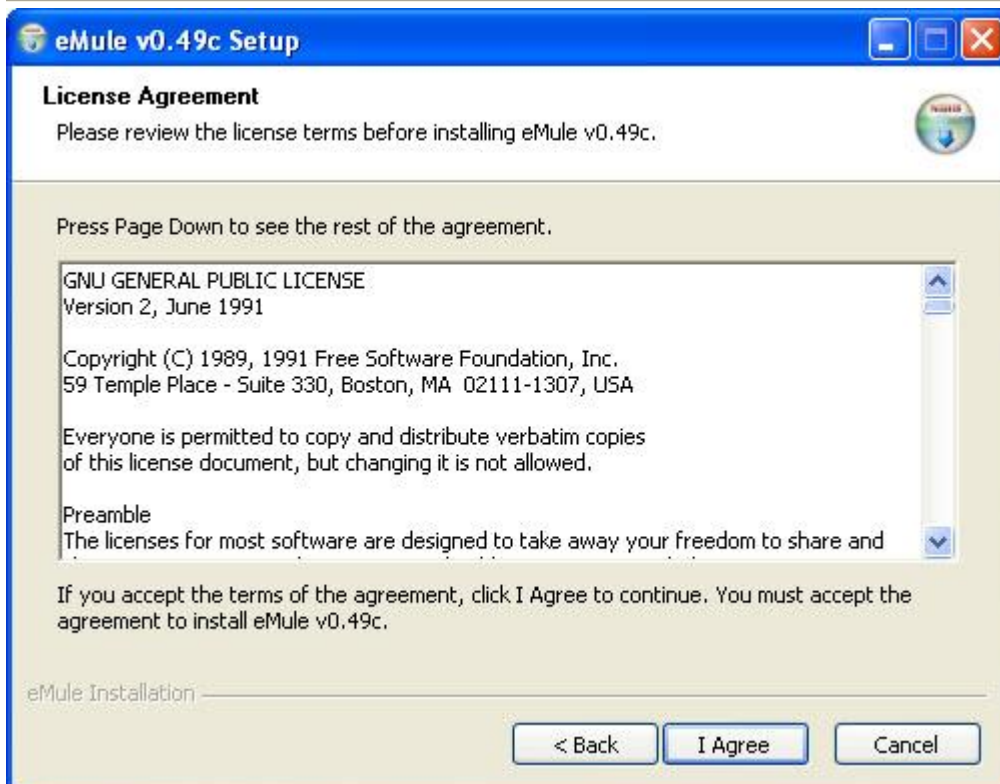 eMule v0.49c Setup
License Agreement
Please review the license terms before installing eMule v0.49c.
Press Page Down to see the rest of the agreement.
GNU GENERAL PUBLIC LICENSE
Version 2, June 1991
Copyright (C) 1989, 1991 Free Software Foundation, Inc.
59 Temple Place - Suite 330, Boston, MA  02111-1307, USA
Everyone is permitted to copy and distribute verbatim copies
of this license document, but changing it is not allowed.
Preamble
The licenses for most software are designed to take away your freedom to share and
If you accept the terms of the agreement, click I Agree to continue. You must accept the
agreement to install eMule v0.49c.
eMule Installation
< Back
I Agree
Cancel